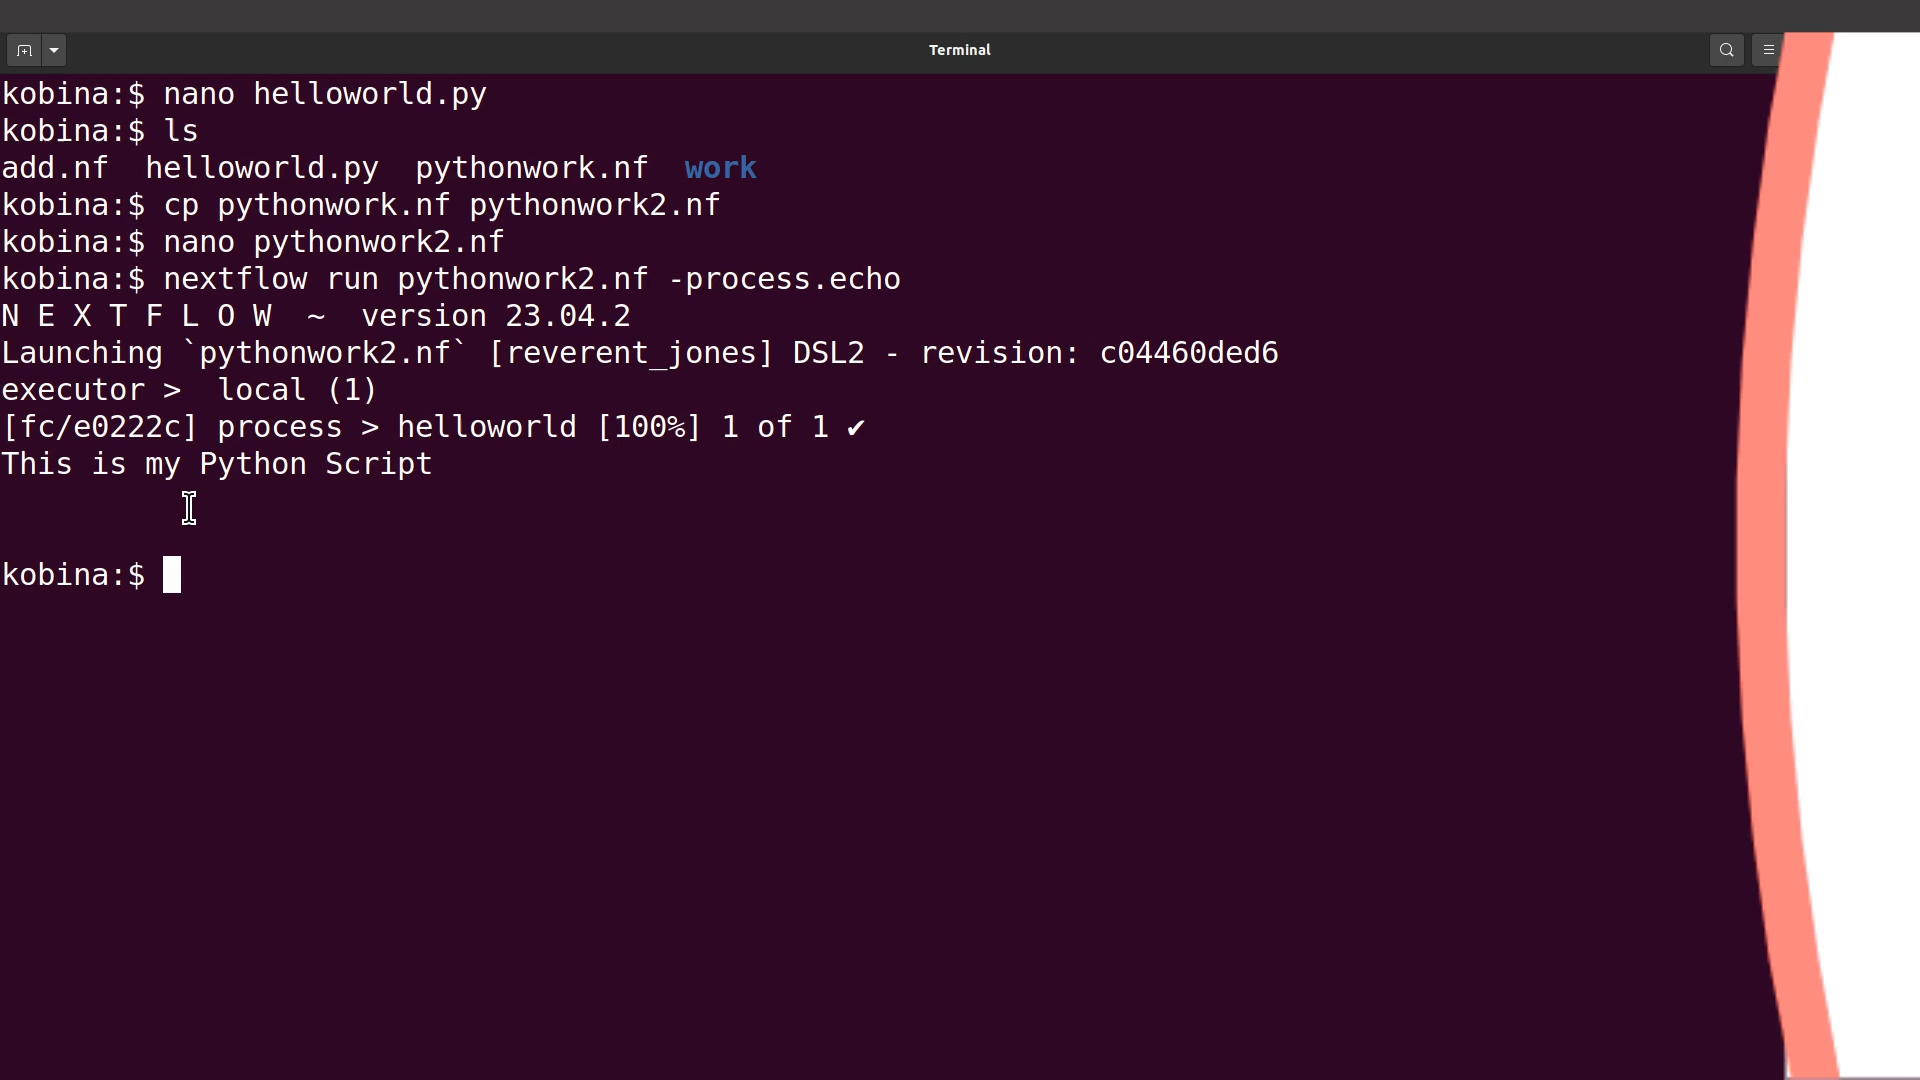 Terminal
kobina:$ nano helloworld.py
kobina:$ ls
add.nf  helloworld.py  pythonwork.nf  work
kobina:$ cp pythonwork.nf pythonwork2.nf
kobina:$ nano pythonwork2.nf
kobina:$ nextflow run pythonwork2.nf -process.echo
N E X T F L O W  ~  version 23.04.2
Launching `pythonwork2.nf` [reverent_jones] DSL2 - revision: c04460ded6
executor >  local (1)
[fc/e0222c] process > helloworld [100%] 1 of 1 ✔
This is my Python Script
kobina:$